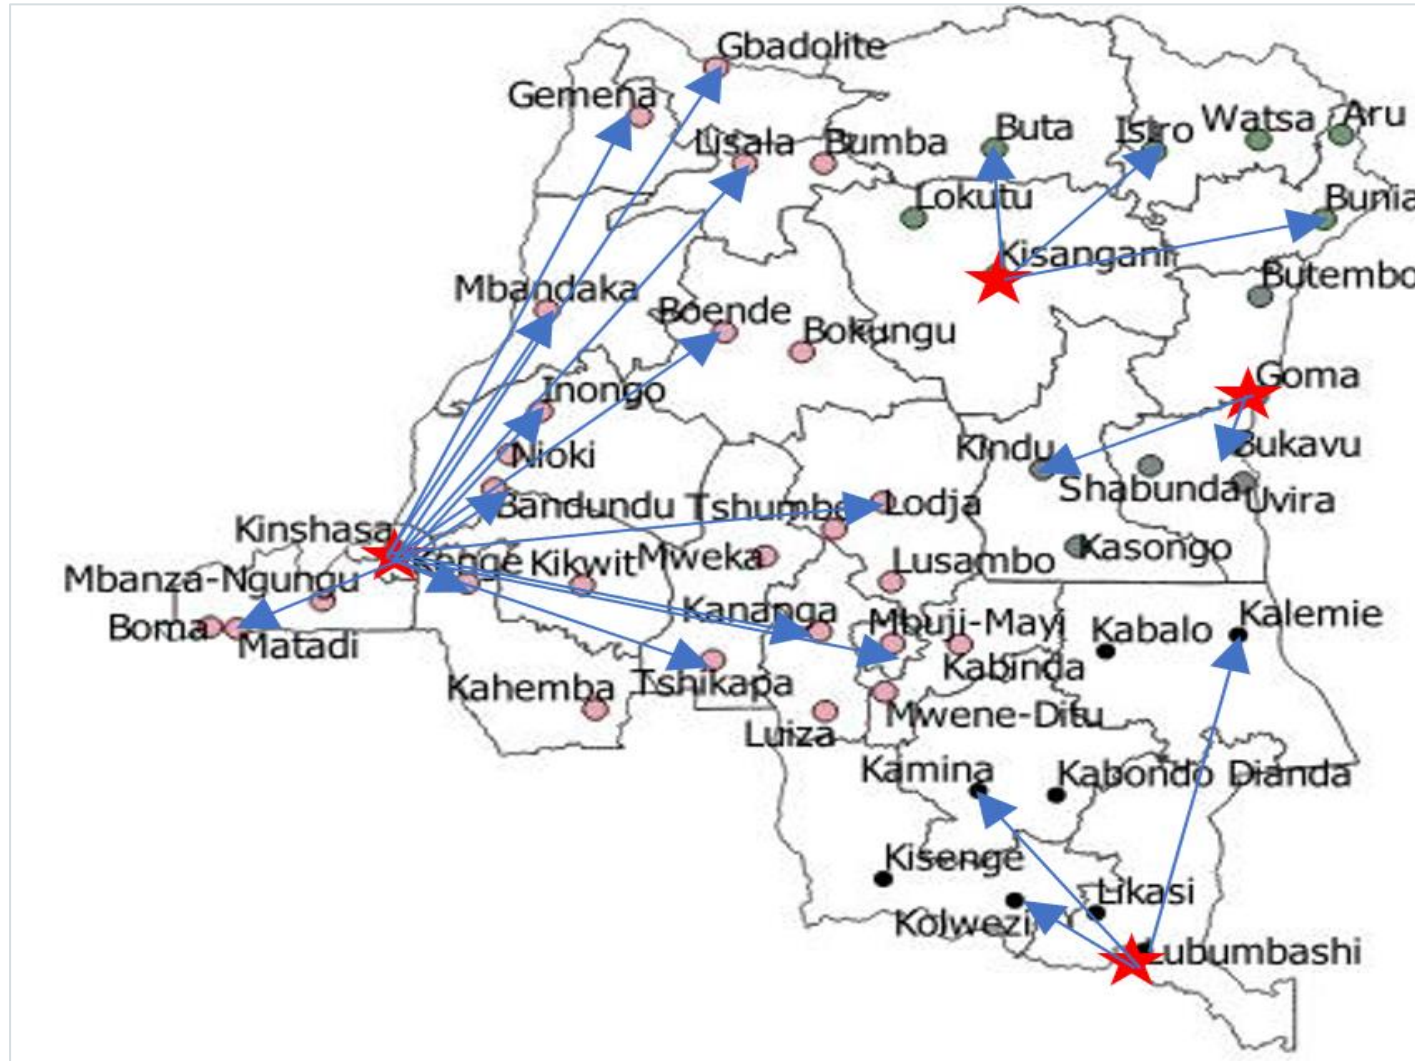 Gbadolite
Gemena
Lisala
Bumba
Buta
Isiro
Watsa
Aru
Lokutu
Bunia
Kisangani
Butembo
Mbandaka
Boende
Bokungu
Goma
Inongo
Nioki
Kindu
Bukavu
Bandundu
Tshumbe
Lodja
Shabunda
Uvira
Kinshasa
Kenge
Kikwit
Mweka
Lusambo
Kasongo
Mbanza-Ngungu
Kananga
Mbuji-Mayi
Kabalo
Kalemie
Boma
Matadi
Kabinda
Kahemba
Tshikapa
Mwene-Ditu
Luiza
Kamina
Kabondo Dianda
Kisenge
Likasi
Kolwezi
Lubumbashi